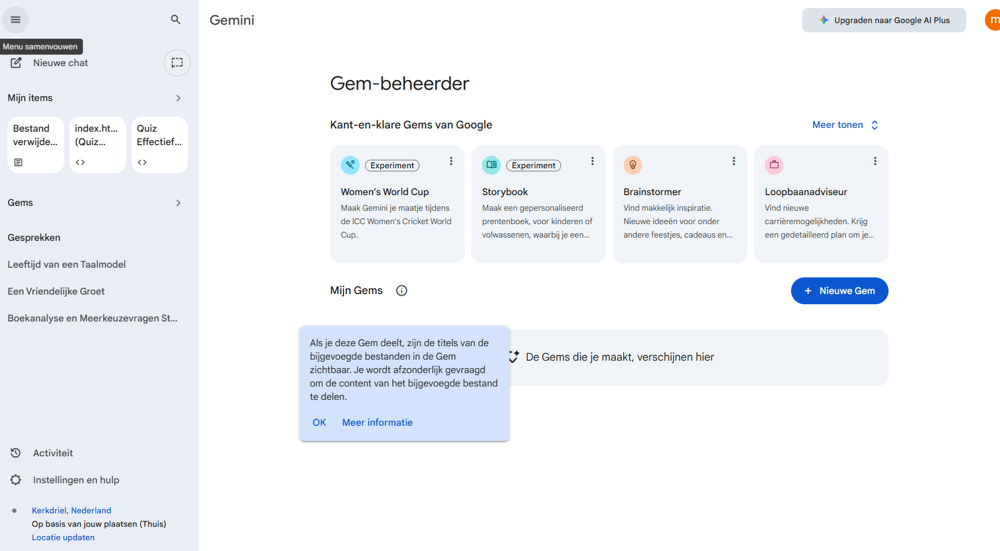 Gemini
Upgraden naar Google AI Plus
m
Menu samenvouwen
Nieuwe chat
Mijn items
Bestand
verwijde...
index.ht...
(Quiz...
Quiz
Effectief...
Gems
Gesprekken
Leeftijd van een Taalmodel
Een Vriendelijke Groet
Boekanalyse en Meerkeuzevragen St...
Activiteit
Instellingen en hulp
Kerkdriel, Nederland
Op basis van jouw plaatsen (Thuis)
Locatie updaten
Gem-beheerder
Kant-en-klare Gems van Google
Meer tonen
Experiment
Women's World Cup
Maak Gemini je maatje tijdens
de ICC Women's Cricket World
Cup.
Experiment
Storybook
Maak een gepersonaliseerd
prentenboek, voor kinderen of
volwassenen, waarbij je een...
Brainstormer
Vind makkelijk inspiratie.
Nieuwe ideeën voor onder
andere feestjes, cadeaus en...
Loopbaanadviseur
Vind nieuwe
carrièremogelijkheden. Krijg
een gedetailleerd plan om je...
Mijn Gems
Nieuwe Gem
Als je deze Gem deelt, zijn de titels van de
bijgevoegde bestanden in de Gem
zichtbaar. Je wordt afzonderlijk gevraagd
om de content van het bijgevoegde bestand
te delen.
OK
Meer informatie
De Gems die je maakt, verschijnen hier